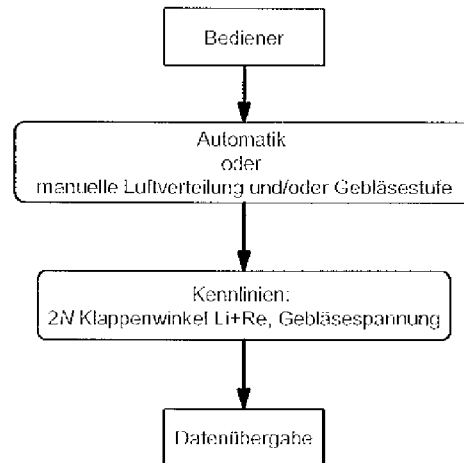 Bediener
Automatik
oder
manuelle Luftverteilung und/oder Gebläsestufe
Kennlinien:
2N Klappenwinkel Li+Re, Gebläsespannung
Datenübergabe